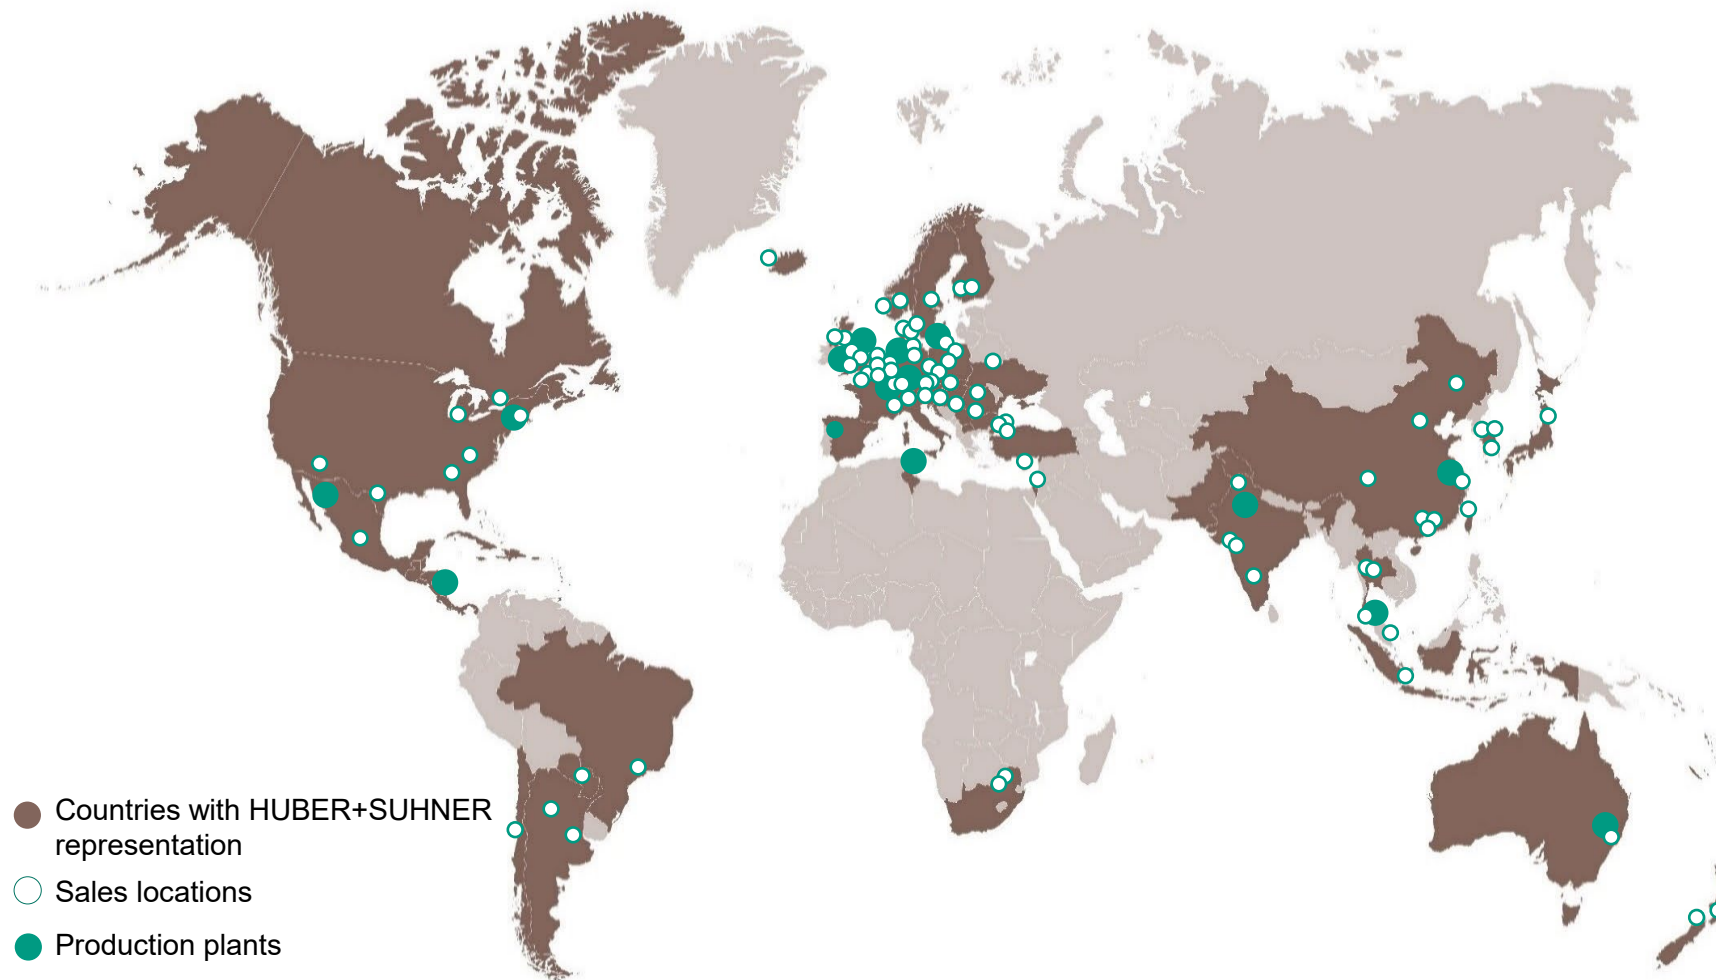 Countries with HUBER+SUHNER
representation
Sales locations
Production plants